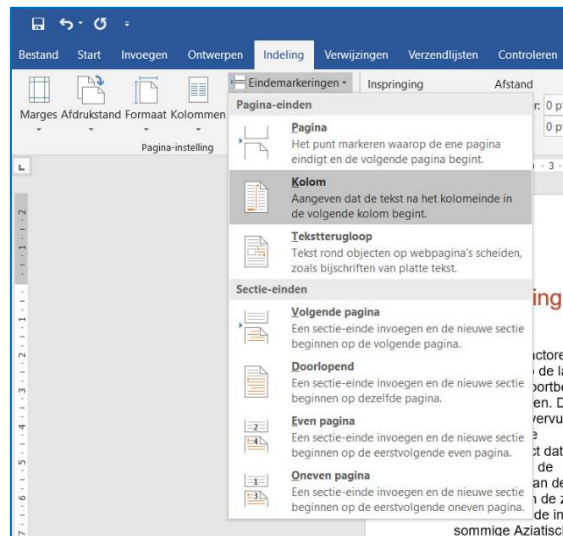 Bestand Start Invoegen Ontwerpen Indeling Verwijzingen Verzendlijsten Controleren
Marges Afdrukstand Formaat Kolommen
Pagina-instelling
Eindemarkeringen Inspringing Afstand
0 pt
0 pt
Pagina-einden
Pagina
Het punt markeren waarop de ene pagina
eindigt en de volgende pagina begint.
Kolom
Aangeven dat de tekst na het kolomeinde in
de volgende kolom begint.
Tekstterugloop
Tekst rond objecten op webpagina's scheiden,
zoals bijschriften van platte tekst.
Sectie-einden
Volgende pagina
Een sectie-einde invoegen en de nieuwe sectie
beginnen op de volgende pagina.
Doorlopend
Een sectie-einde invoegen en de nieuwe sectie
beginnen op dezelfde pagina.
Even pagina
Een sectie-einde invoegen en de nieuwe sectie
beginnen op de eerstvolgende even pagina.
Oneven pagina
Een sectie-einde invoegen en de nieuwe sectie
beginnen op de eerstvolgende oneven pagina.
ing
de
sommige